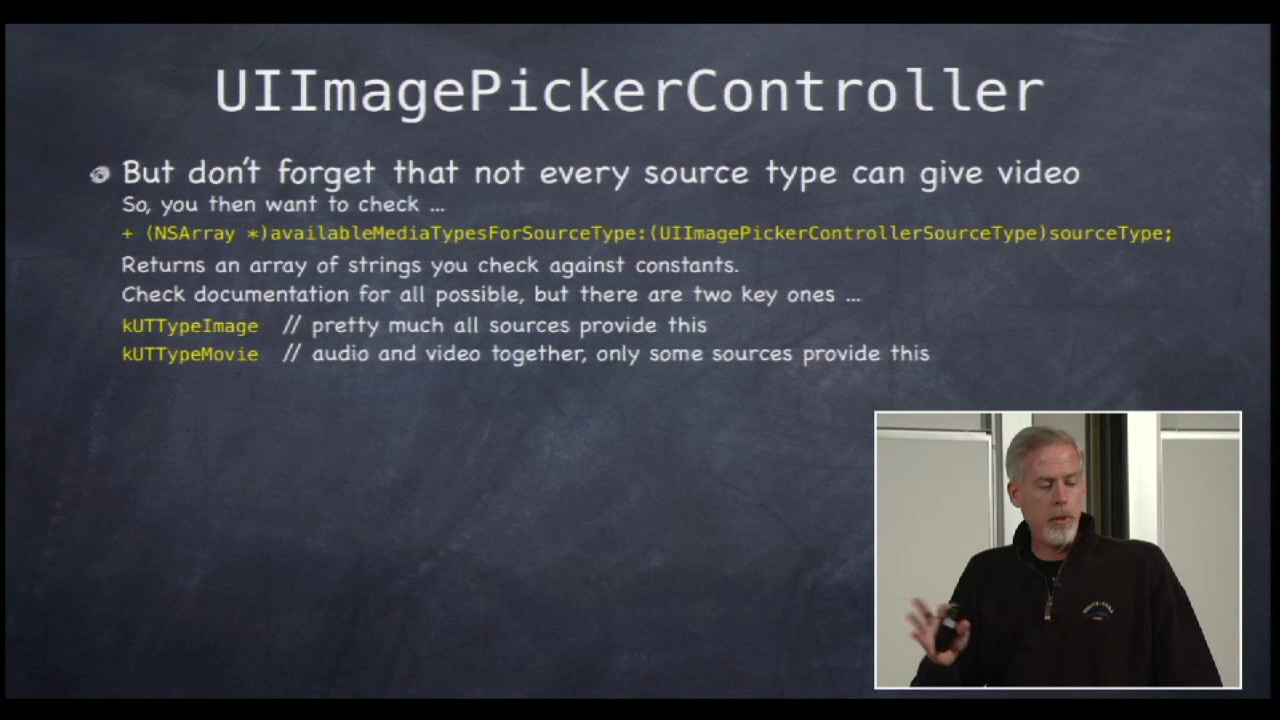 UIImagePickerController
But don't forget that not every source type can give video
So, you then want to check ...
+ (NSArray *)availableMediaTypesForSourceType:(UIImagePickerControllerSourceType)sourceType;
Returns an array of strings you check against constants.
Check documentation for all possible, but there are two key ones ...
kUTTypeImage // pretty much all sources provide this
kUTTypeMovie // audio and video together, only some sources provide this